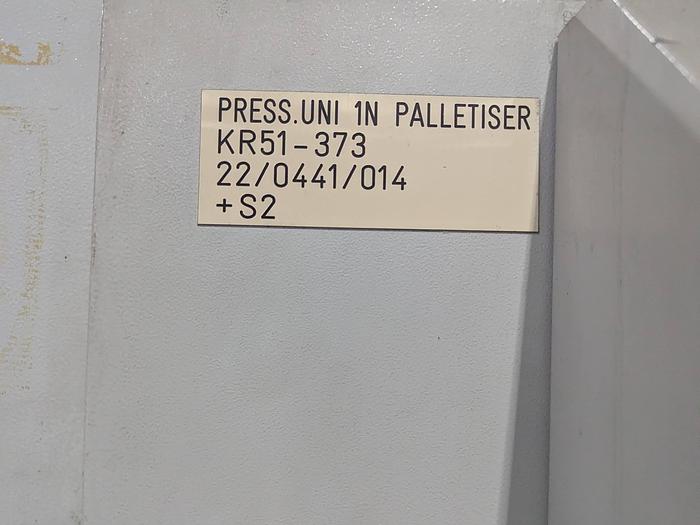 PRESS.UNI 1N PALLETISER
KR51-373
22/0441/014
+S2